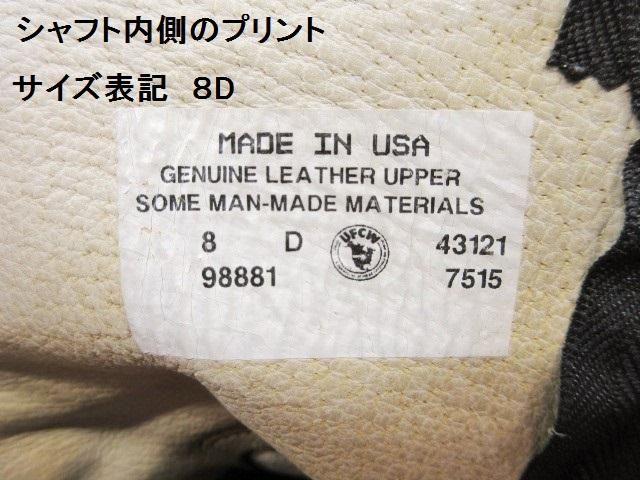 シャフト内側のプリント
サイズ表記 8D
MADE IN USA
GENUINE LEATHER UPPER
SOME MAN-MADE MATERIALS
8 D UFCW 43121
98881 7515